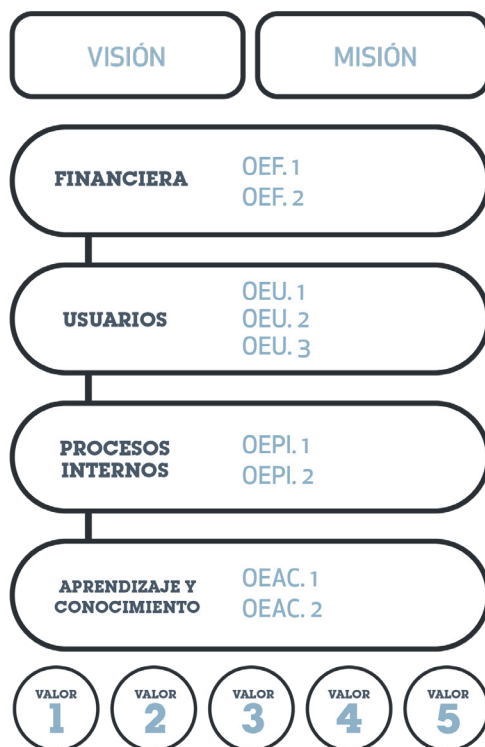 VISIÓN
MISIÓN
FINANCIERA
OEF. 1
OEF. 2
USUARIOS
OEU. 1
OEU. 2
OEU. 3
PROCESOS
INTERNOS
OEPI. 1
OEPI. 2
APRENDIZAJE Y
CONOCIMIENTO
OEAC. 1
OEAC. 2
VALOR
1
VALOR
2
VALOR
3
VALOR
4
VALOR
5